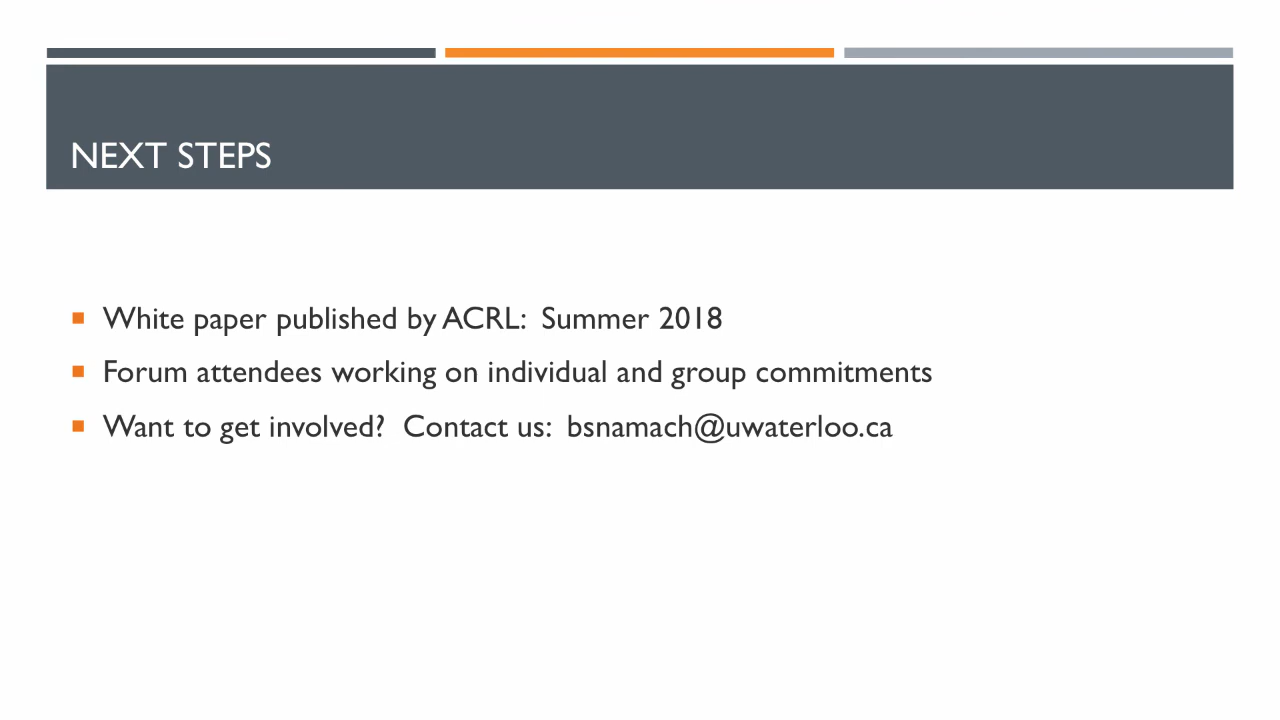 NEXT STEPS
White paper published by ACRL:  Summer 2018
Forum attendees working on individual and group commitments
Want to get involved?  Contact us:  bsnamach@uwaterloo.ca